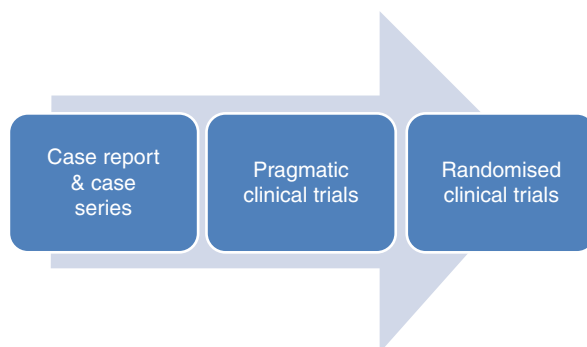 Case report
& case
series
Pragmatic
clinical trials
Randomised
clinical trials